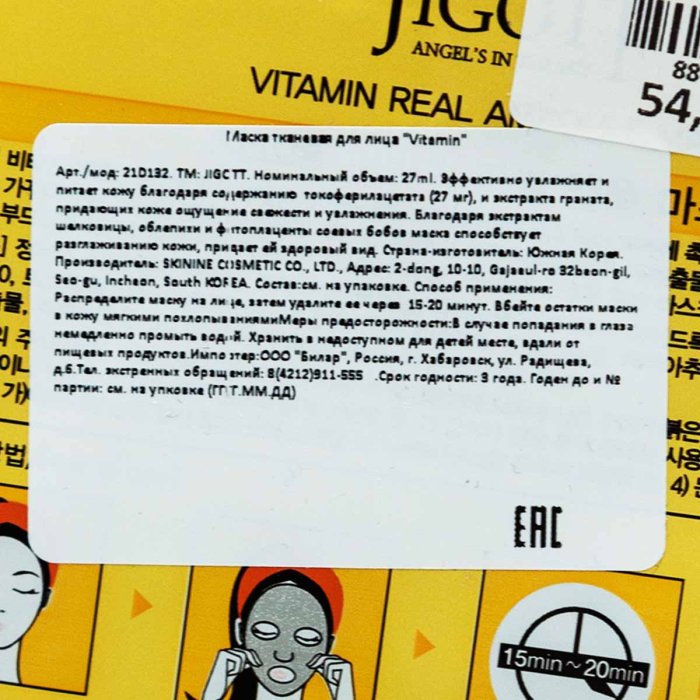 JIGOTT
ANGEL'S IN
VITAMIN REAL
88
54,
Маска тканевая для лица "Vitamin"
Арт./мод: 21D132. ТМ: JIGCTT. Номинальный объем: 27ml. Эффективно увлажняет и
питает кожу благодаря содержанию токоферилацетата (27 мг), и экстракта граната,
придающих коже ощущение свежести и увлажнения. Благодаря экстрактам
шелковицы, облепихи и фитоплаценты соевых бобов маска способствует
разглаживанию кожи, придает ей здоровый вид. Страна-изготовитель: Южная Корея.
Производитель: SKININE COSMETIC CO., LTD., Адрес: 2-dong, 10-10, Gajaeul-ro 32beon-gil,
Seo-gu, Incheon, South KOREA. Состав:см. на упаковке. Способ применения:
Распределите маску на лице, затем удалите ее через 15-20 минут. Вбейте остатки маски
в кожу мягкими похлопываниямиМеры предосторожности:В случае попадания в глаза
немедленно промыть водой. Хранить в недоступном для детей месте, вдали от
пищевых продуктов.Импортер:ООО "Билар", Россия, г. Хабаровск, ул. Радищева,
д.6.Тел. экстренных обращений: 8(4212)911-555 .Срок годности: 3 года. Годен до и №
партии: см. на упковке (ГГГГ.ММ.ДД)
EAC
15min~20min